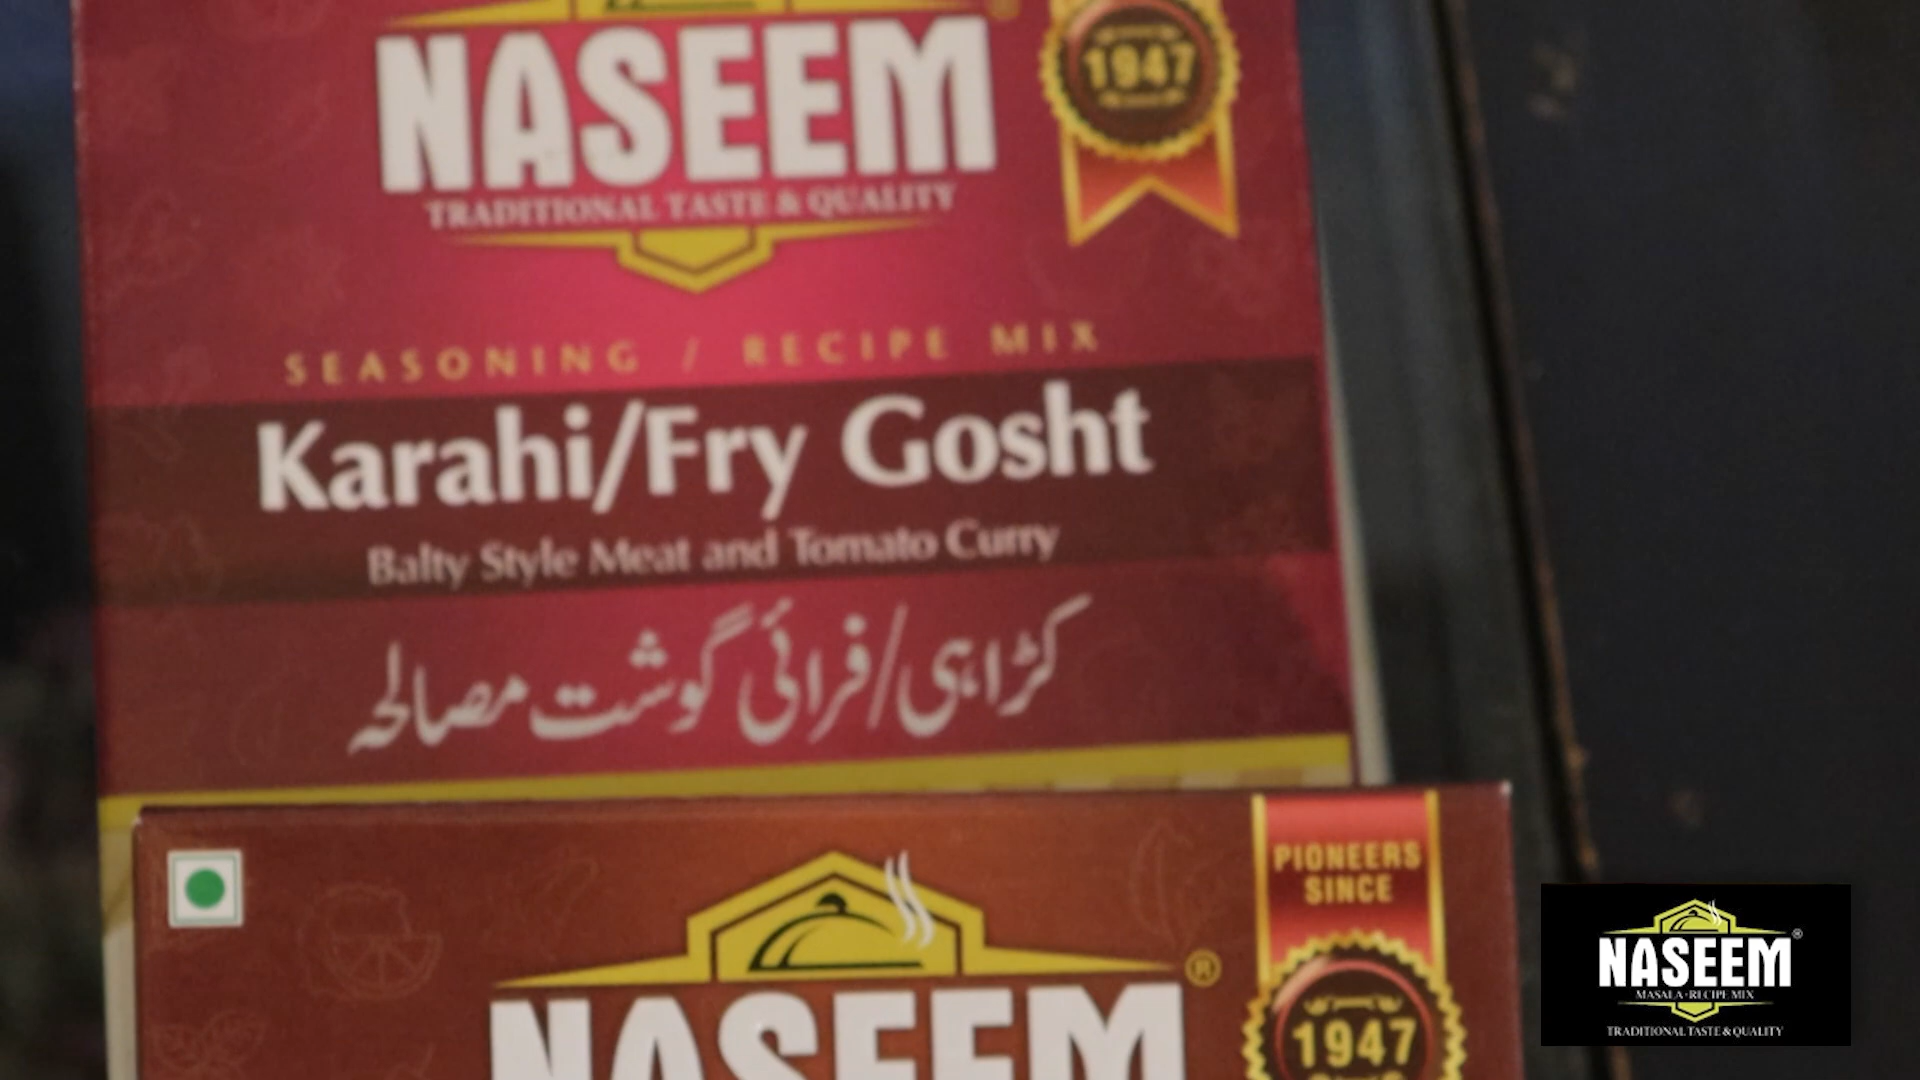 NASEEM
®
1947
TRADITIONAL TASTE & QUALITY
SEASONING / RECIPE MIX
Karahi/Fry Gosht
Balty Style Meat and Tomato Curry
کڑاہی/فرائی گوشت مصالحہ
PIONEERS
SINCE
®
NASEEM
1947
NASEEM®
MASALA • RECIPE MIX
TRADITIONAL TASTE & QUALITY